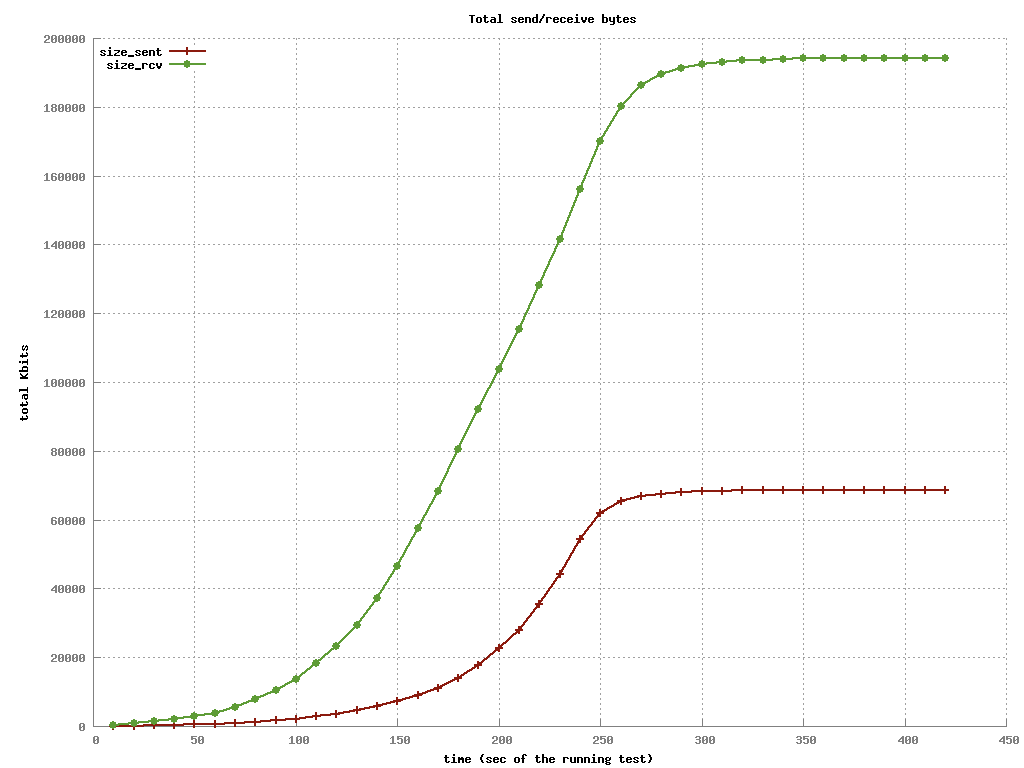 Total send/receive bytes
200000
size_sent
size_rcv
180000
160000
140000
120000
100000
80000
60000
40000
20000
0
total Kbits
0 50 100 150 200 250 300 350 400 450
time (sec of the running test)